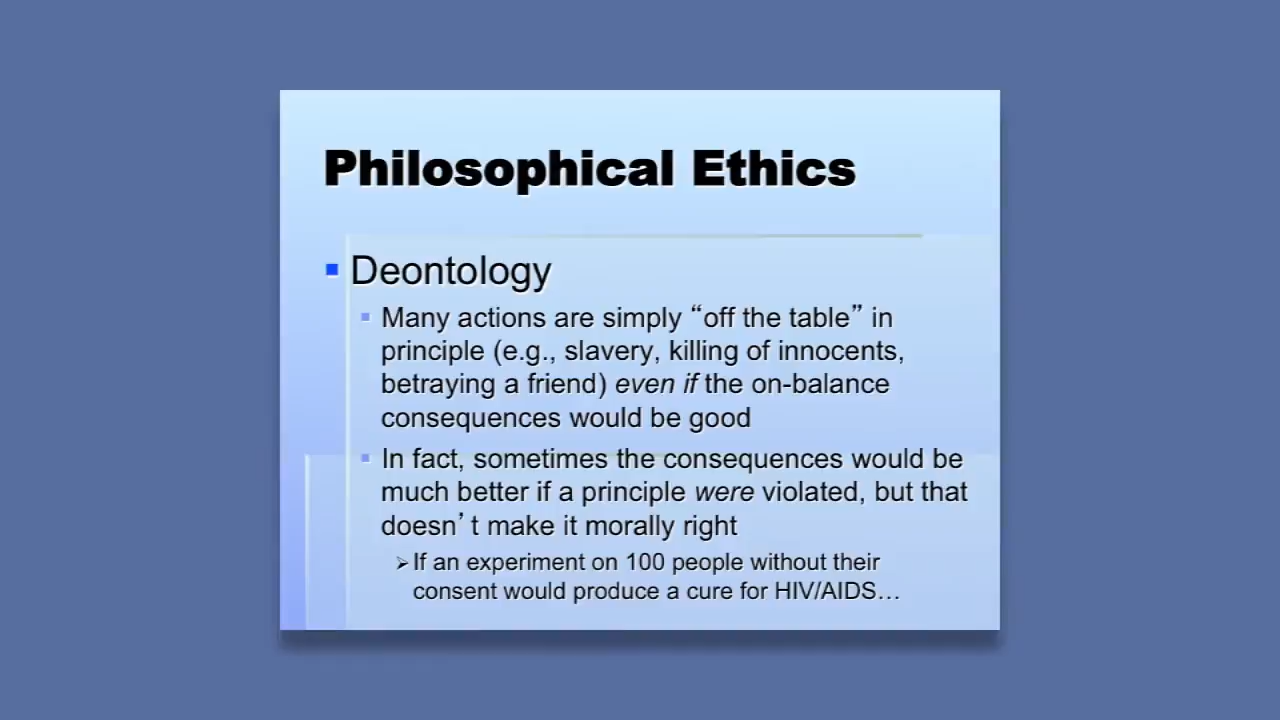 Philosophical Ethics
Deontology
Many actions are simply “off the table” in
principle (e.g., slavery, killing of innocents,
betraying a friend) even if the on-balance
consequences would be good
In fact, sometimes the consequences would be
much better if a principle were violated, but that
doesn’t make it morally right
If an experiment on 100 people without their
consent would produce a cure for HIV/AIDS…